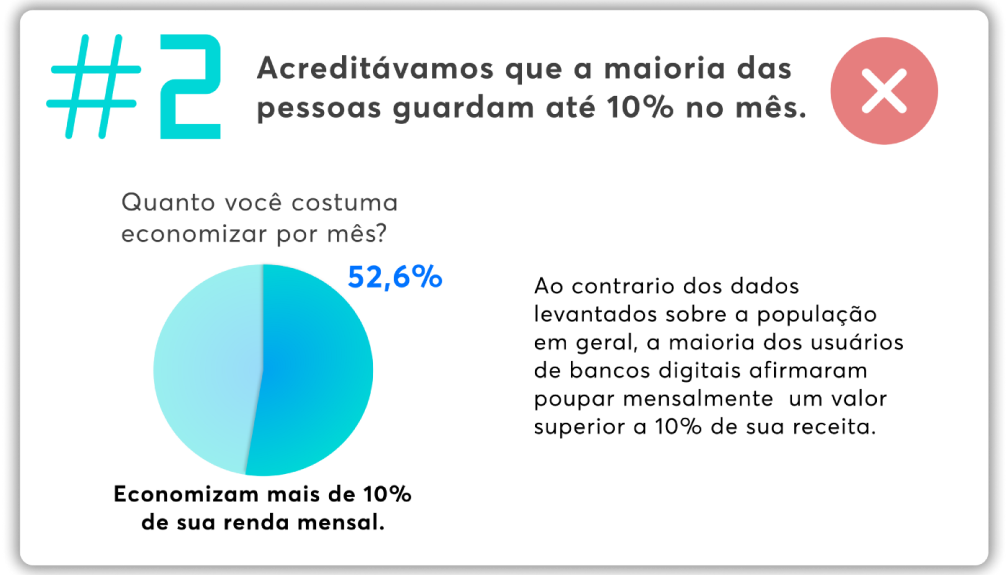 #2
Acreditávamos que a maioria das
pessoas guardam até 10% no mês.
Quanto você costuma
economizar por mês?
52,6%
Economizam mais de 10%
de sua renda mensal.
Ao contrario dos dados
levantados sobre a população
em geral, a maioria dos usuários
de bancos digitais afirmaram
poupar mensalmente um valor
superior a 10% de sua receita.